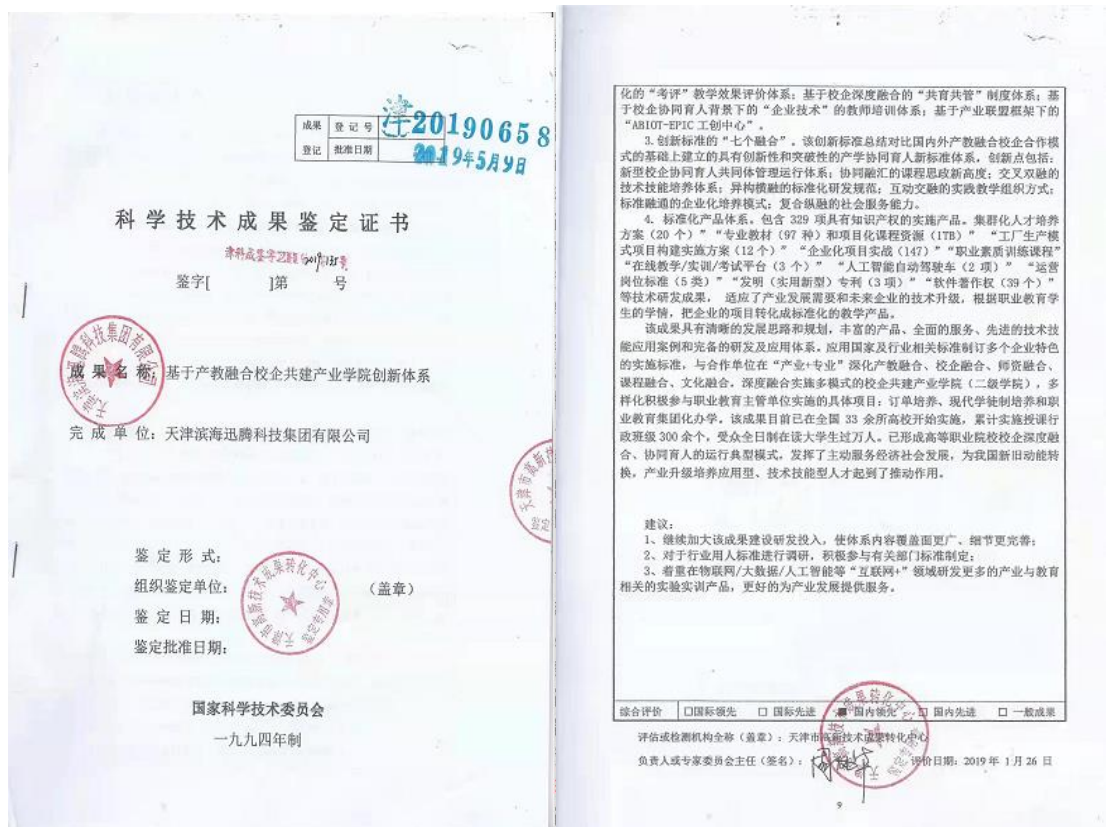 成果 登记号 津20190658
登记 批准日期 2019年5月9日
科学技术成果鉴定证书
签字[ ]第 号
成果名称：基于产教融合校企共建产业学院创新体系
完成单位：天津滨海迅腾科技集团有限公司
鉴定形式：
组织鉴定单位： （盖章）
鉴定日期：
鉴定批准日期：
国家科学技术委员会
一九九四年制
化的“考评”教学效果评价体系；基于校企深度融合的“共育共管”制度体系；基
于校企协同育人背景下的“企业技术”的教师培训体系；基于产业联盟框架下的
“ABIOT-EPIC 工创中心”。
3.创新标准的“七个融合”。该创新标准总结对比国内外产教融合校企合作模
式的基础上建立的具有创新性和突破性的产学协同育人新标准体系，创新点包括：
新型校企协同育人共同体管理运行体系；协同融汇的课程思政新高度；交叉双融的
技术技能培养体系；异构横融的标准化研发规范；互动交融的实践教学组织方式；
标准融通的企业化培养模式；复合纵融的社会服务能力。
4. 标准化产品体系。包含 329 项具有知识产权的实施产品。集群化人才培养
方案（20 个）”“专业教材（97 种）和项目化课程资源（1TB）”“工厂生产模
式项目构建实施方案（12 个）”“企业化项目实战（147）”“职业素质训练课程”
“在线教学/实训/考试平台（3 个）”“人工智能自动驾驶车（2 项）”“运营
岗位标准（5 类）”“发明（实用新型）专利（3 项）”“软件著作权（39 个）”
等技术研发成果， 适应了产业发展需要和未来企业的技术升级，根据职业教育学
生的学情，把企业的项目转化成标准化的教学产品。
该成果具有清晰的发展思路和规划，丰富的产品、全面的服务、先进的技术技
能应用案例和完备的研发及应用体系。应用国家及行业相关标准制订多个企业特色
的实施标准，与合作单位在“产业+专业”深化产教融合、校企融合、师资融合、
课程融合、文化融合，深度融合实施多模式的校企共建产业学院（二级学院），多
样化积极参与职业教育主管单位实施的具体项目：订单培养、现代学徒制培养和职
业教育集团化办学。该成果目前已在全国 33 余所高校开始实施，累计实施授课行
政班级 300 余个，受众全日制在读大学生过万人。已形成高等职业院校校企深度融
合、协同育人的运行典型模式，发挥了主动服务经济社会发展，为我国新旧动能转
换，产业升级培养应用型、技术技能型人才起到了推动作用。
建议：
1、继续加大该成果建设研发投入，使体系内容覆盖面更广、细节更完善；
2、对于行业用人标准进行调研，积极参与有关部门标准制定；
3、着重在物联网/大数据/人工智能等“互联网+”领域研发更多的产业与教育
相关的实验实训产品，更好的为产业发展提供服务。
综合评价 □国际领先 □ 国际先进 ■ 国内领先 □ 国内先进 □ 一般成果
评估或检测机构全称（盖章）：天津市高新技术成果转化中心
负责人或专家委员会主任（签名）： 评价日期：2019 年 1 月 26 日
9